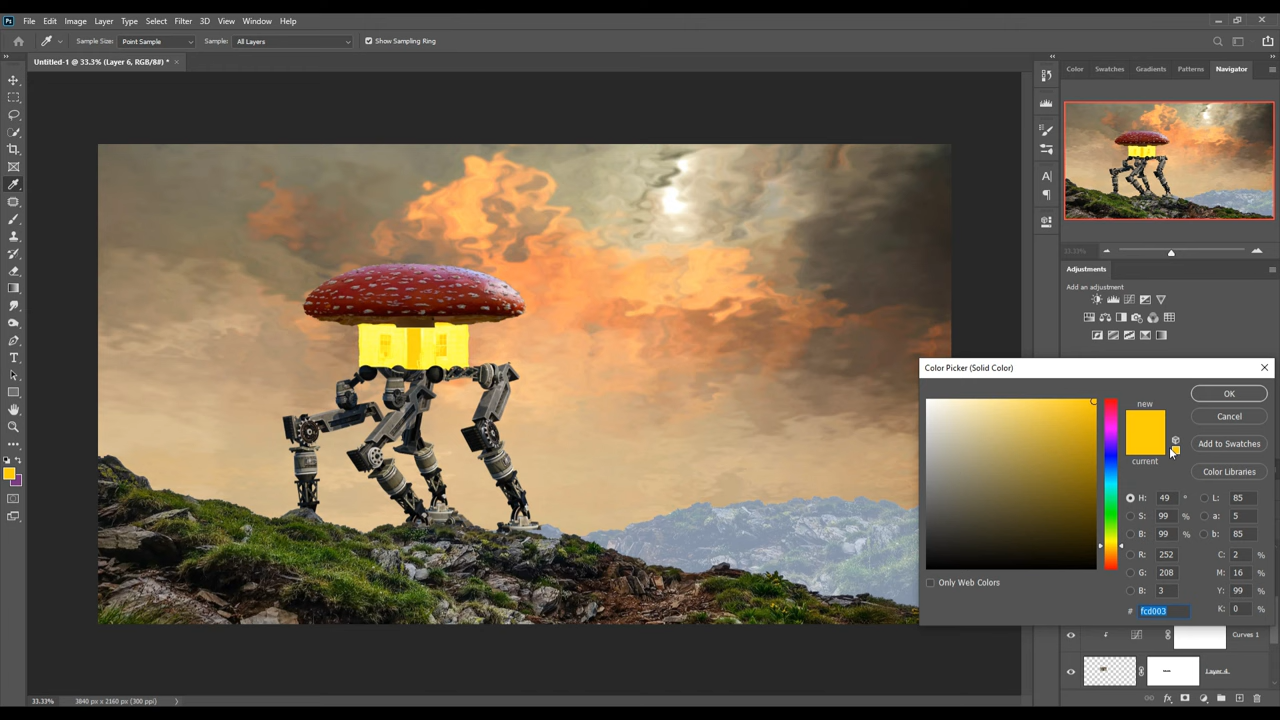 Ps File Edit Image Layer Type Select Filter 3D View Window Help
Sample Size: Point Sample Sample: All Layers Show Sampling Ring
Untitled-1 @ 33.3% (Layer 6, RGB/8#) *
Color Swatches Gradients Patterns Navigator
33.33%
Adjustments
Add an adjustment
Color Picker (Solid Color)
new
current
OK
Cancel
Add to Swatches
Color Libraries
H: 49 ° L: 85
S: 99 % a: 5
B: 99 % b: 85
R: 252 C: 2 %
G: 208 M: 16 %
B: 3 Y: 99 %
# fcd003 K: 0 %
Only Web Colors
Curves 1
Layer 4
33.33% 3840 px x 2160 px (300 ppi)